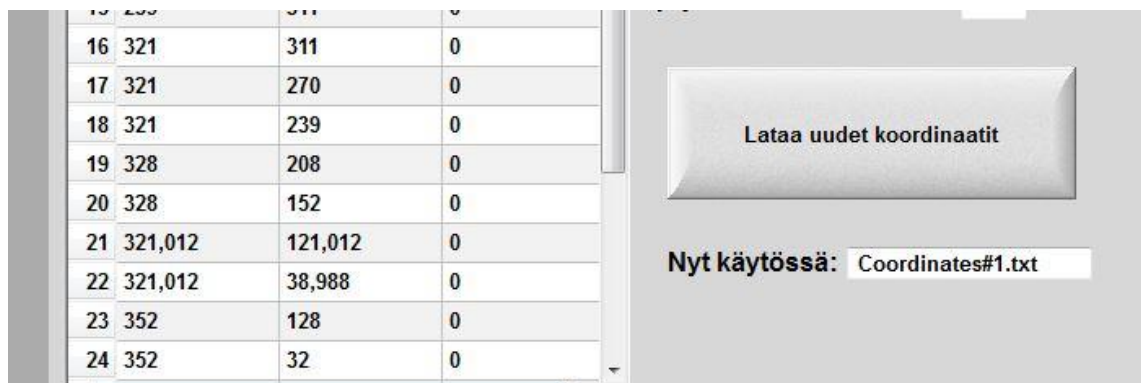 16 321 311 0
17 321 270 0
18 321 239 0
19 328 208 0
20 328 152 0
21 321,012 121,012 0
22 321,012 38,988 0
23 352 128 0
24 352 32 0
Lataa uudet koordinaatit
Nyt käytössä: Coordinates#1.txt